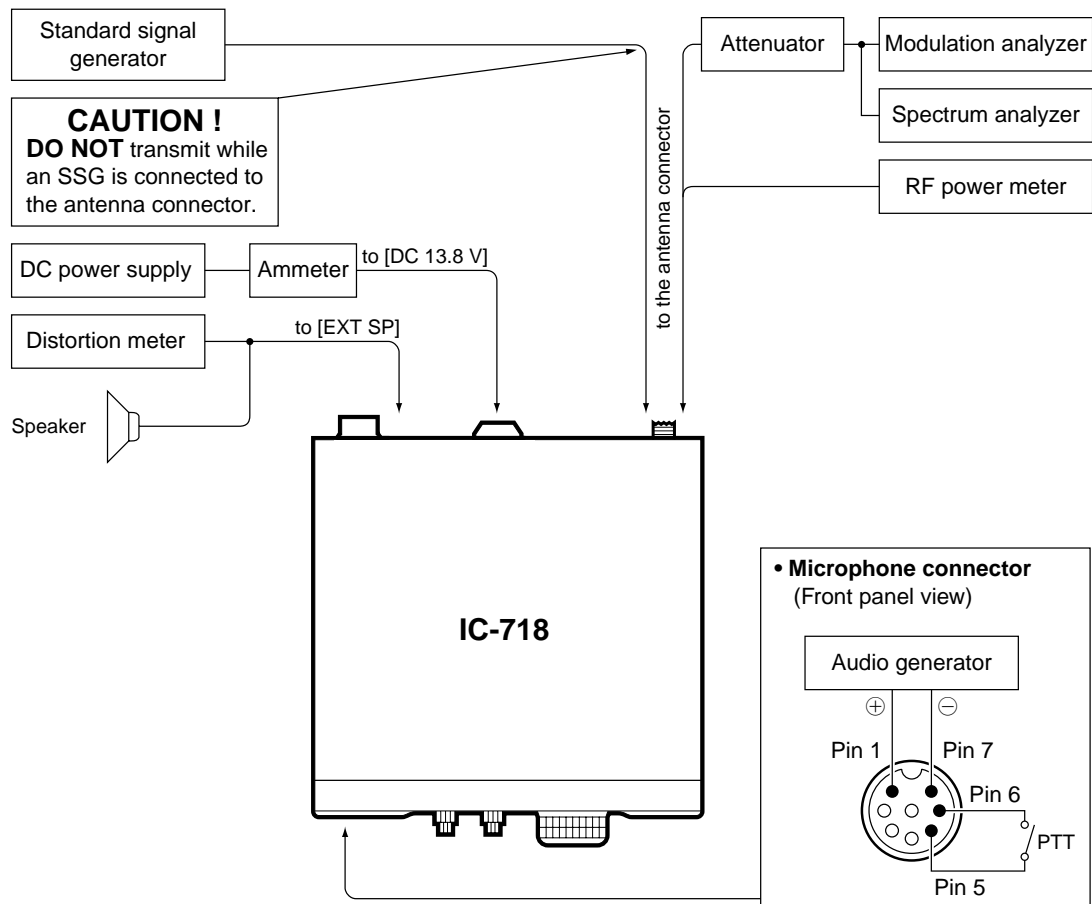 Standard signal
generator
CAUTION !
DO NOT transmit while
an SSG is connected to
the antenna connector.
DC power supply
Ammeter
to [DC 13.8 V]
Distortion meter
to [EXT SP]
Speaker
Attenuator
Modulation analyzer
Spectrum analyzer
RF power meter
to the antenna connector
IC-718
• Microphone connector
(Front panel view)
Audio generator
+
−
Pin 1
Pin 7
Pin 6
PTT
Pin 5